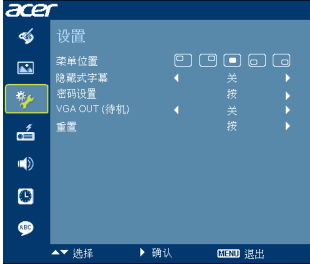 acer
设置
菜单位置
隐藏式字幕 关
密码设置 按
VGA OUT (待机) 关
重置 按
ABC
选择 确认 MENU 退出